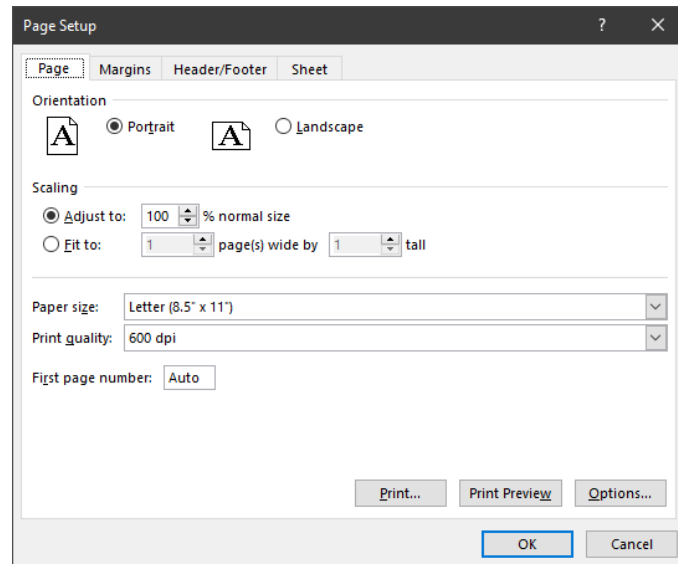 Page Setup ? ×
Page Margins Header/Footer Sheet
Orientation
A Portrait A Landscape
Scaling
Adjust to: 100 % normal size
Fit to: 1 page(s) wide by 1 tall
Paper size: Letter (8.5" x 11")
Print quality: 600 dpi
First page number: Auto
Print... Print Preview Options...
OK Cancel